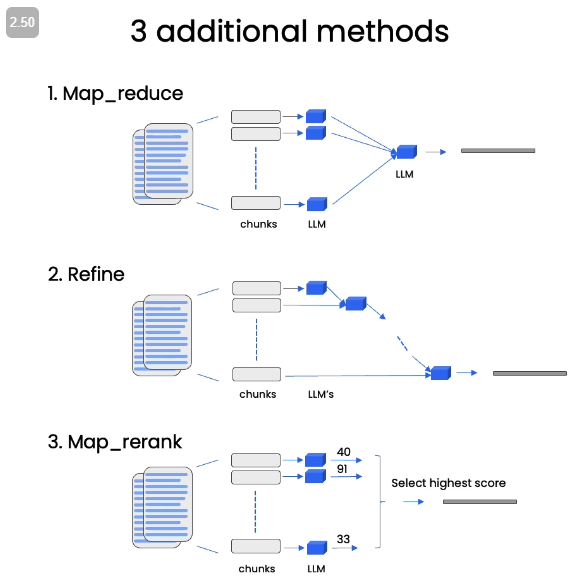 2.50
3 additional methods
1. Map_reduce
LLM
chunks LLM
2. Refine
chunks LLM's
3. Map_rerank
40
91
Select highest score
33
chunks LLM